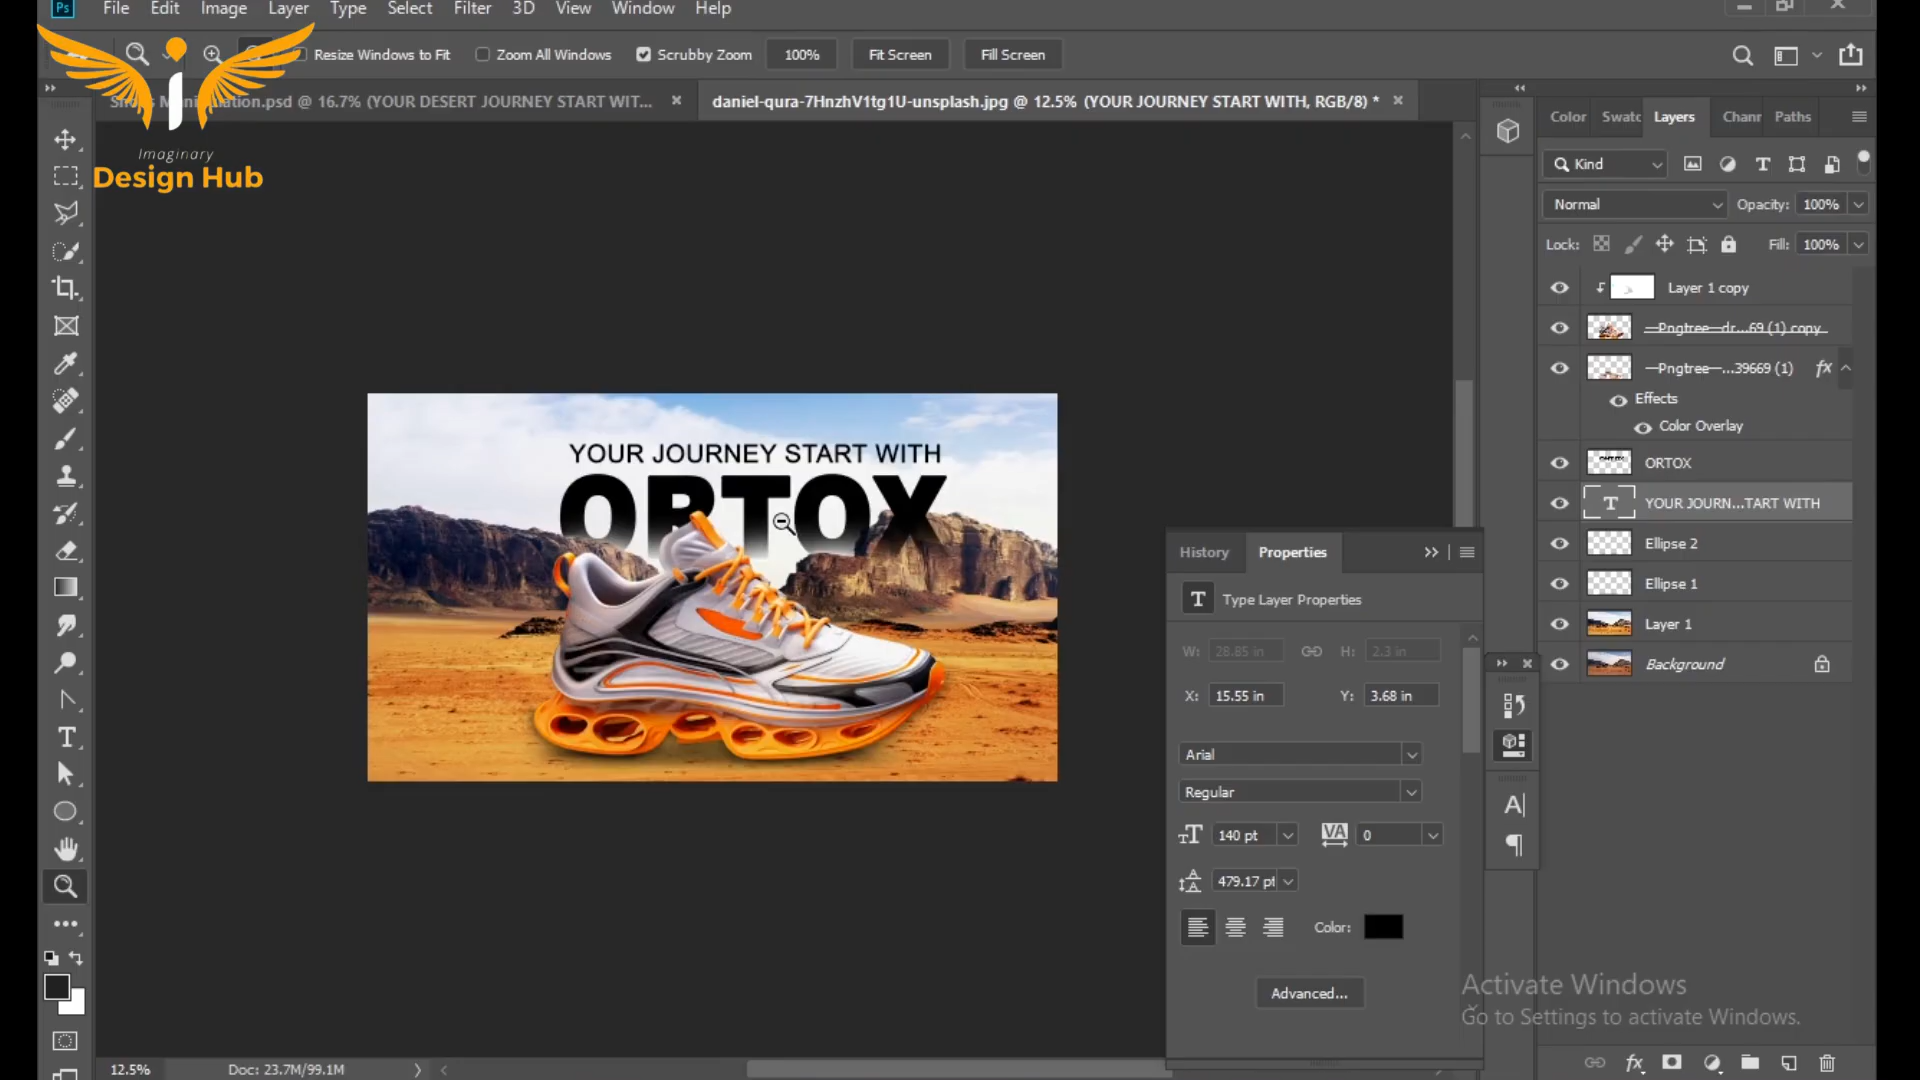 Ps File Edit Image Layer Type Select Filter 3D View Window Help
Resize Windows to Fit Zoom All Windows Scrubby Zoom 100% Fit Screen Fill Screen
Imaginary
Design Hub
.psd @ 16.7% (YOUR DESERT JOURNEY START WIT... daniel-qura-7HnzhV1tg1U-unsplash.jpg @ 12.5% (YOUR JOURNEY START WITH, RGB/8) *
Color Swatc Layers Chanr Paths
Kind
Normal Opacity: 100%
Lock: Fill: 100%
Layer 1 copy
—Pngtree—dr...69 (1) copy
—Pngtree—...39669 (1) fx
Effects
Color Overlay
ORTOX
YOUR JOURN...TART WITH
Ellipse 2
Ellipse 1
Layer 1
Background
YOUR JOURNEY START WITH
ORTOX
History Properties
T Type Layer Properties
W: 28.85 in H: 2.3 in
X: 15.55 in Y: 3.68 in
Arial
Regular
140 pt 0
479.17 pt
Color:
Advanced...
Activate Windows
Go to Settings to activate Windows.
12.5% Doc: 23.7M/99.1M